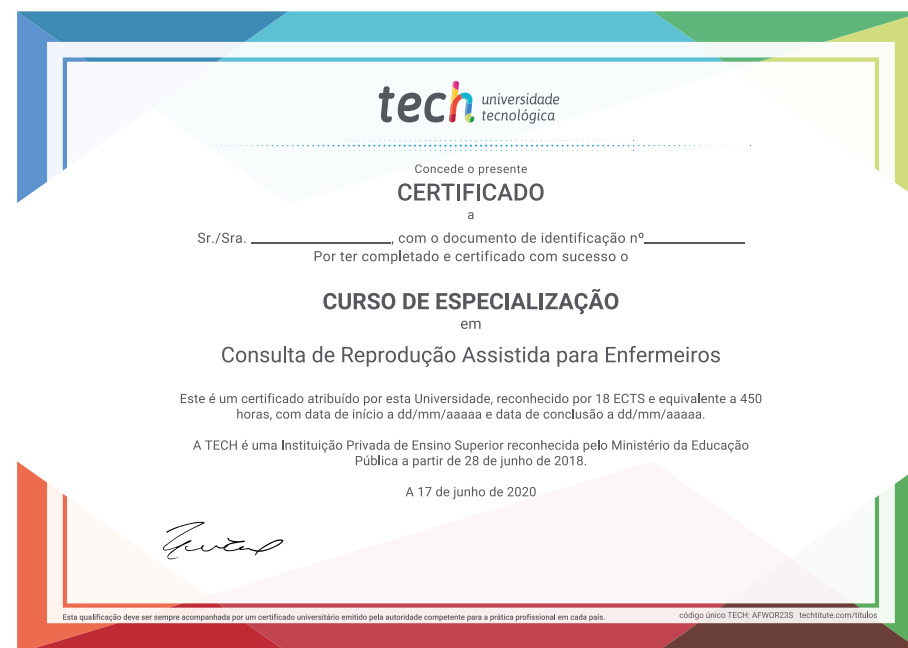 tech universidade
tecnológica
Concede o presente
CERTIFICADO
a
Sr./Sra. ____________________, com o documento de identificação nº______________
Por ter completado e certificado com sucesso o
CURSO DE ESPECIALIZAÇÃO
em
Consulta de Reprodução Assistida para Enfermeiros
Este é um certificado atribuído por esta Universidade, reconhecido por 18 ECTS e equivalente a 450
horas, com data de início a dd/mm/aaaaa e data de conclusão a dd/mm/aaaaa.
A TECH é uma Instituição Privada de Ensino Superior reconhecida pelo Ministério da Educação
Pública a partir de 28 de junho de 2018.
A 17 de junho de 2020
Esta qualificação deve ser sempre acompanhada por um certificado universitário emitido pela autoridade competente para a prática profissional em cada país.
código único TECH: AFWOR23S techtitute.com/titulos